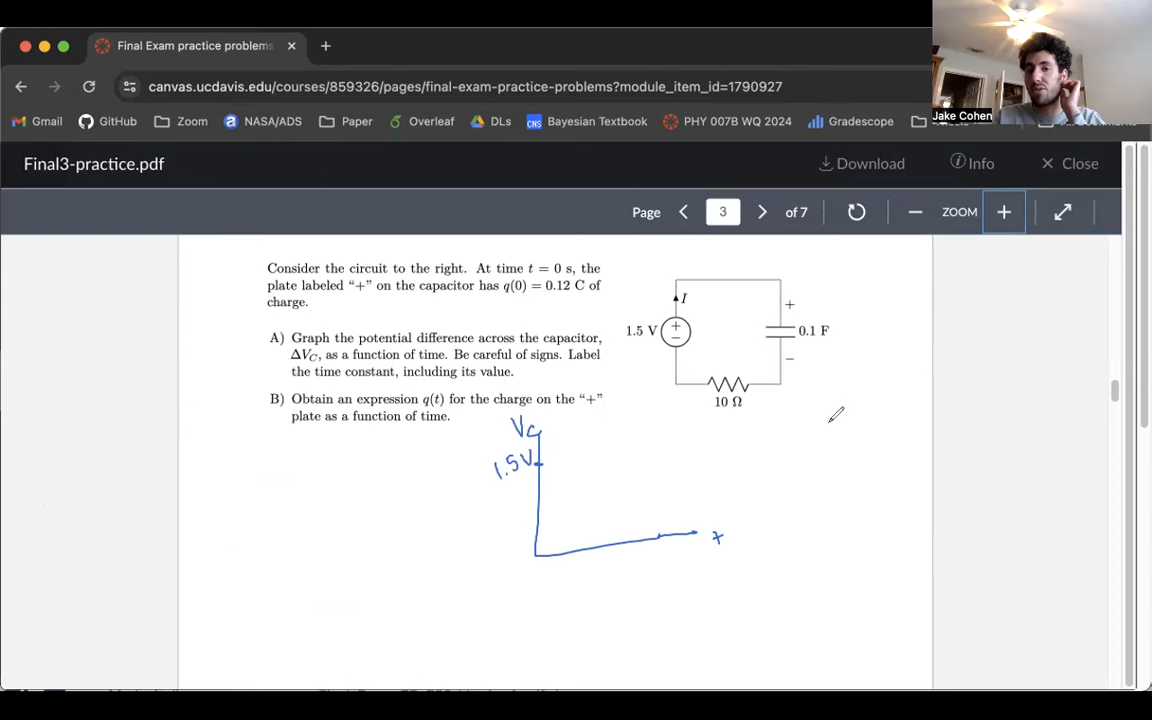 Final Exam practice problems
canvas.ucdavis.edu/courses/859326/pages/final-exam-practice-problems?module_item_id=1790927
Gmail GitHub Zoom NASA/ADS Paper Overleaf DLs CNS Bayesian Textbook PHY 007B WQ 2024 Gradescope
Jake Cohen
Final3-practice.pdf Download Info Close
Page 3 of 7 ZOOM
Consider the circuit to the right. At time t = 0 s, the
plate labeled “+” on the capacitor has q(0) = 0.12 C of
charge.
A) Graph the potential difference across the capacitor,
ΔVC, as a function of time. Be careful of signs. Label
the time constant, including its value.
B) Obtain an expression q(t) for the charge on the “+”
plate as a function of time.
I
+
1.5 V + −
0.1 F
−
10 Ω
VC
1.5V
t